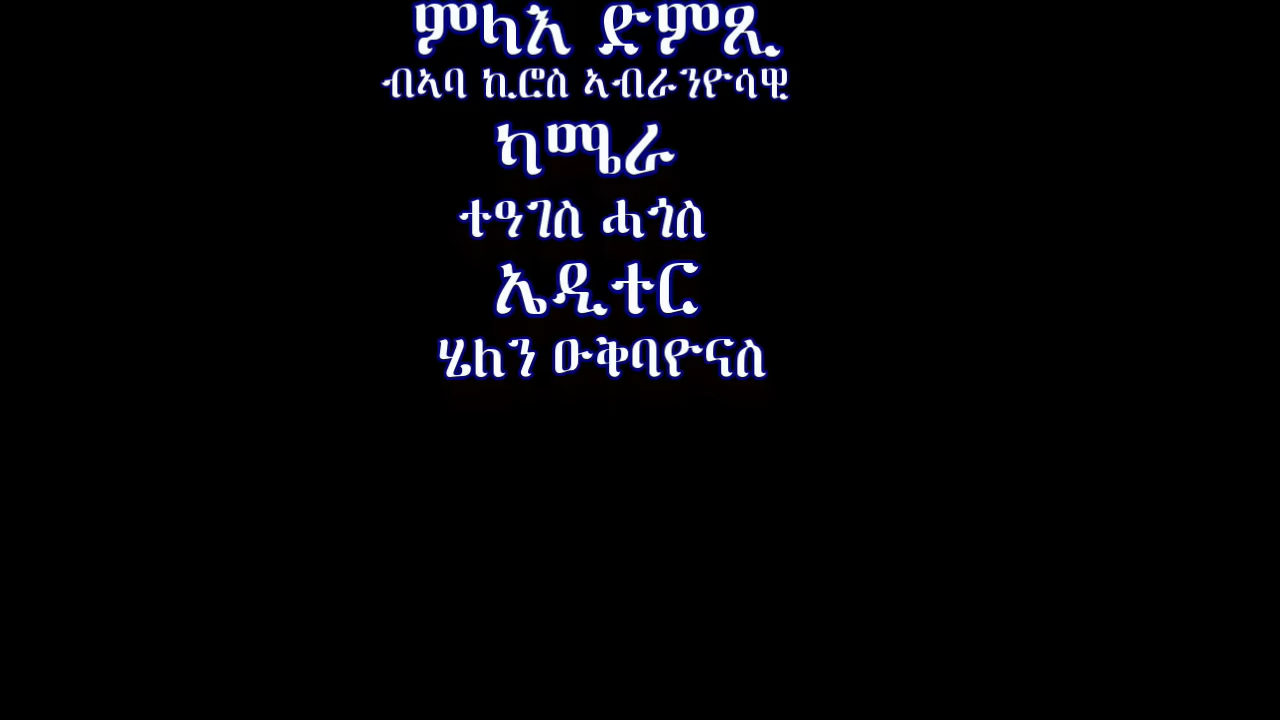 ምላእ ድምጺ
ብኣባ ኪሮስ ኣብራንዮሳዊ
ካሜራ
ተዓገስ ሓጎስ
ኤዲተር
ሄለን ዑቅባዮናስ